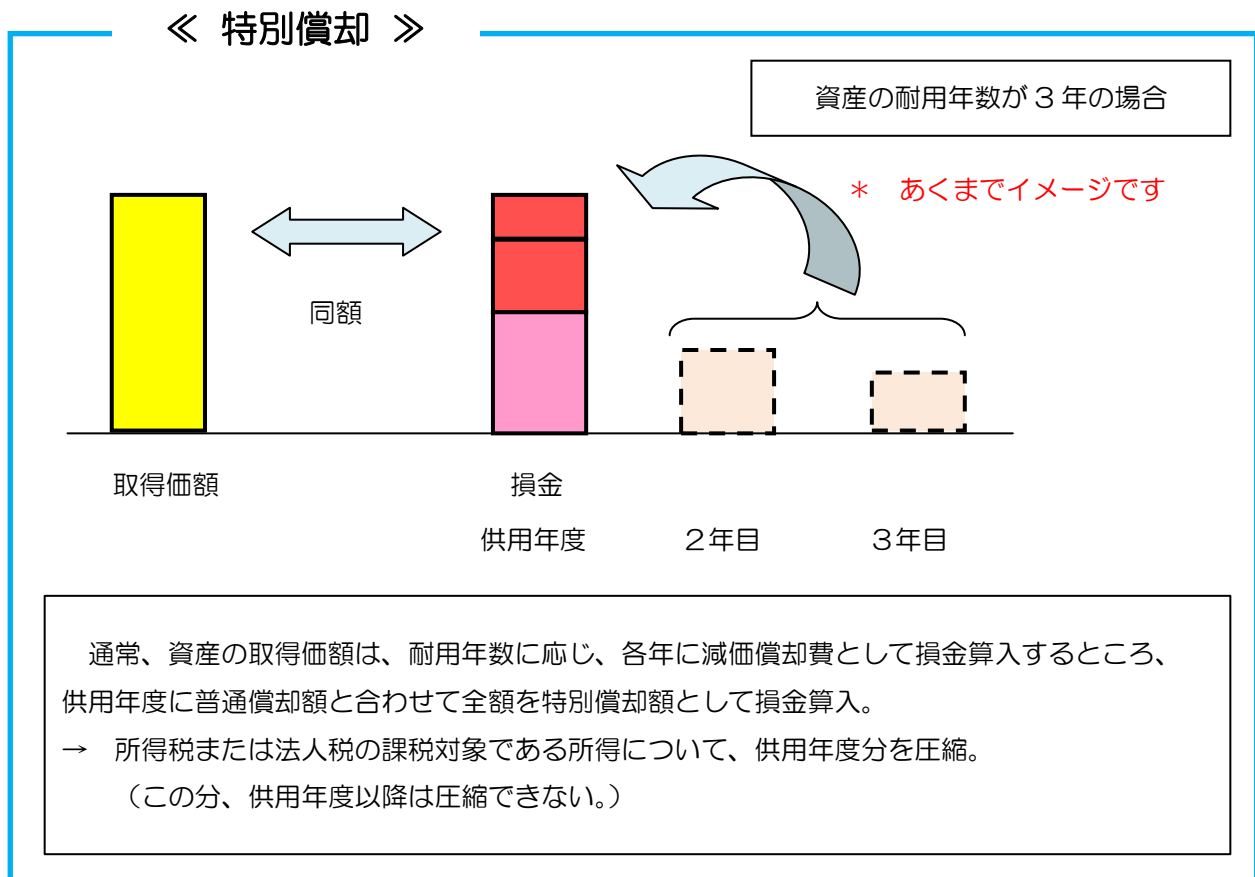 ≪ 特別償却 ≫
資産の耐用年数が3年の場合
＊　あくまでイメージです
同額
取得価額
損金
供用年度
2年目
3年目
通常、資産の取得価額は、耐用年数に応じ、各年に減価償却費として損金算入するところ、
供用年度に普通償却額と合わせて全額を特別償却額として損金算入。
→　所得税または法人税の課税対象である所得について、供用年度分を圧縮。
（この分、供用年度以降は圧縮できない。）